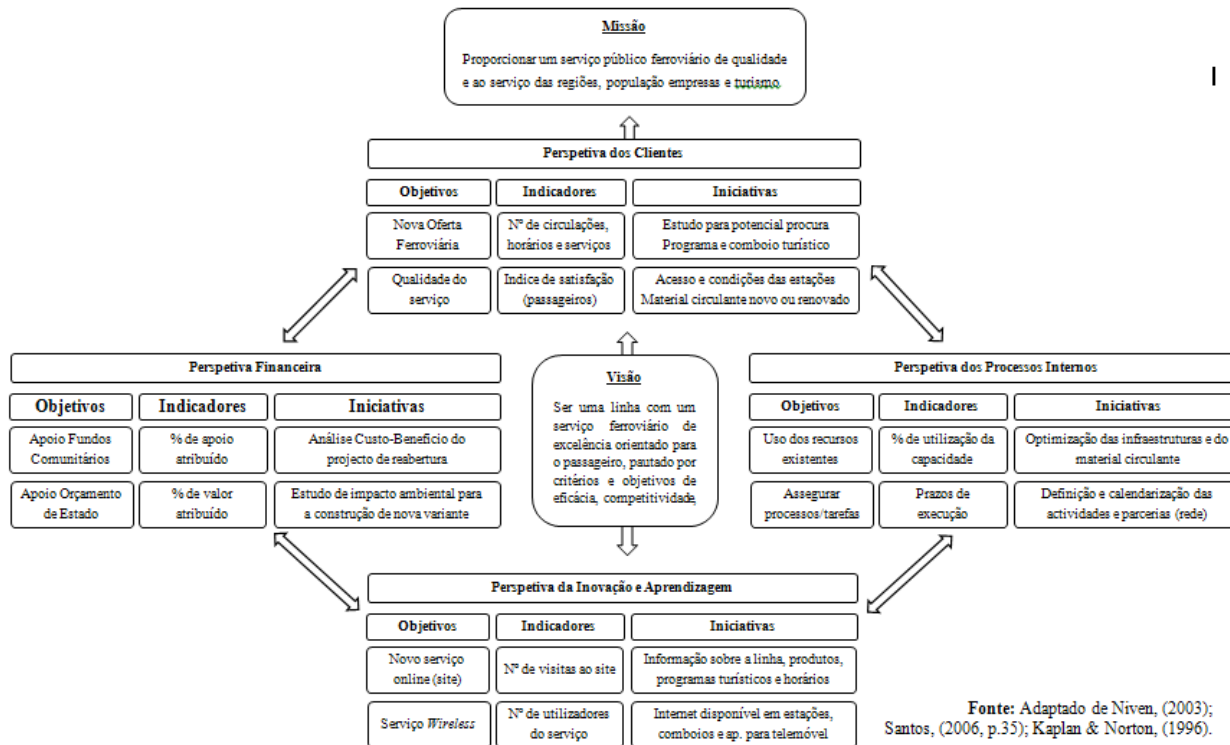 Missão
Proporcionar um serviço público ferroviário de qualidade
e ao serviço das regiões, população empresas e turismo
Perspetiva dos Clientes
Objetivos
Indicadores
Iniciativas
Nova Oferta
Ferroviária
Nº de circulações,
horários e serviços
Estudo para potencial procura
Programa e comboio turístico
Qualidade do
serviço
Indice de satisfação
(passageiros)
Acesso e condições das estações
Material circulante novo ou renovado
Perspetiva Financeira
Objetivos
Indicadores
Iniciativas
Apoio Fundos
Comunitários
% de apoio
atribuído
Análise Custo-Beneficio do
projecto de reabertura
Apoio Orçamento
de Estado
% de valor
atribuído
Estudo de impacto ambiental para
a construção de nova variante
Visão
Ser uma linha com um
serviço ferroviário de
excelência orientado para
o passageiro, pautado por
critérios e objetivos de
eficácia, competitividade,
Perspetiva dos Processos Internos
Objetivos
Indicadores
Iniciativas
Uso dos recursos
existentes
% de utilização da
capacidade
Optimização das infraestruturas e do
material circulante
Assegurar
processos/tarefas
Prazos de
execução
Definição e calendarização das
actividades e parcerias (rede)
Perspetiva da Inovação e Aprendizagem
Objetivos
Indicadores
Iniciativas
Novo serviço
online (site)
Nº de visitas ao site
Informação sobre a linha, produtos,
programas turísticos e horários
Serviço Wireless
Nº de utilizadores
do serviço
Internet disponível em estações,
comboios e ap. para telemóvel
Fonte: Adaptado de Niven, (2003);
Santos, (2006, p.35); Kaplan & Norton, (1996).